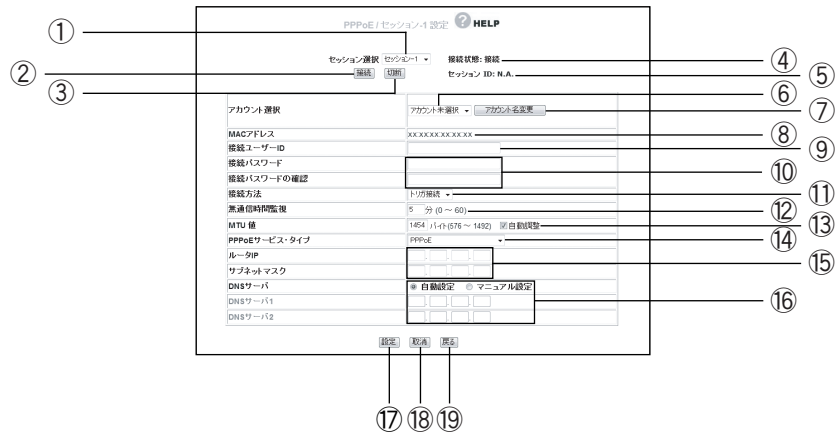 PPPoE / セッション-1 設定 ? HELP
①
セッション選択 セッション-1 接続状態: 接続 ④
② 接続 切断 セッション ID: N.A. ⑤
③
⑥
アカウント選択 アカウント未選択 アカウント名変更 ⑦
MACアドレス xx:xx:xx:xx:xx:xx ⑧
接続ユーザーID ⑨
接続パスワード ⑩
接続パスワードの確認
接続方法 トリガ接続 ⑪
無通信時間監視 5 分 (0 ~ 60) ⑫
MTU 値 1454 バイト(576 ~ 1492) 自動調整 ⑬
PPPoEサービス・タイプ PPPoE ⑭
ルータIP ⑮
サブネットマスク
DNSサーバ 自動設定 マニュアル設定 ⑯
DNSサーバ1
DNSサーバ2
設定 取消 戻る
⑰ ⑱ ⑲